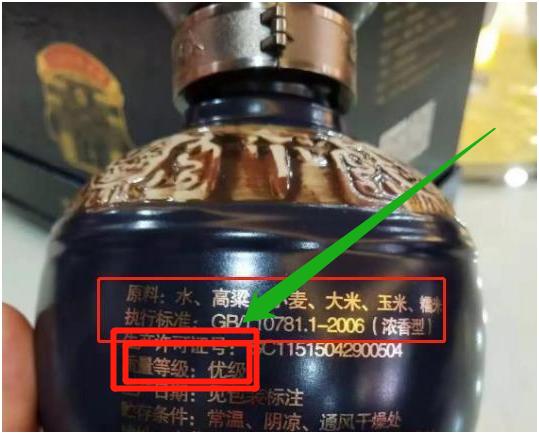 原料：水、高粱、小麦、大米、玉米、糯米
执行标准：GB/T10781.1-2006（浓香型）
生产许可证号：SC11515042900504
质量等级：优级
日期：见包装标注
贮存条件：常温、阴凉、通风干燥处